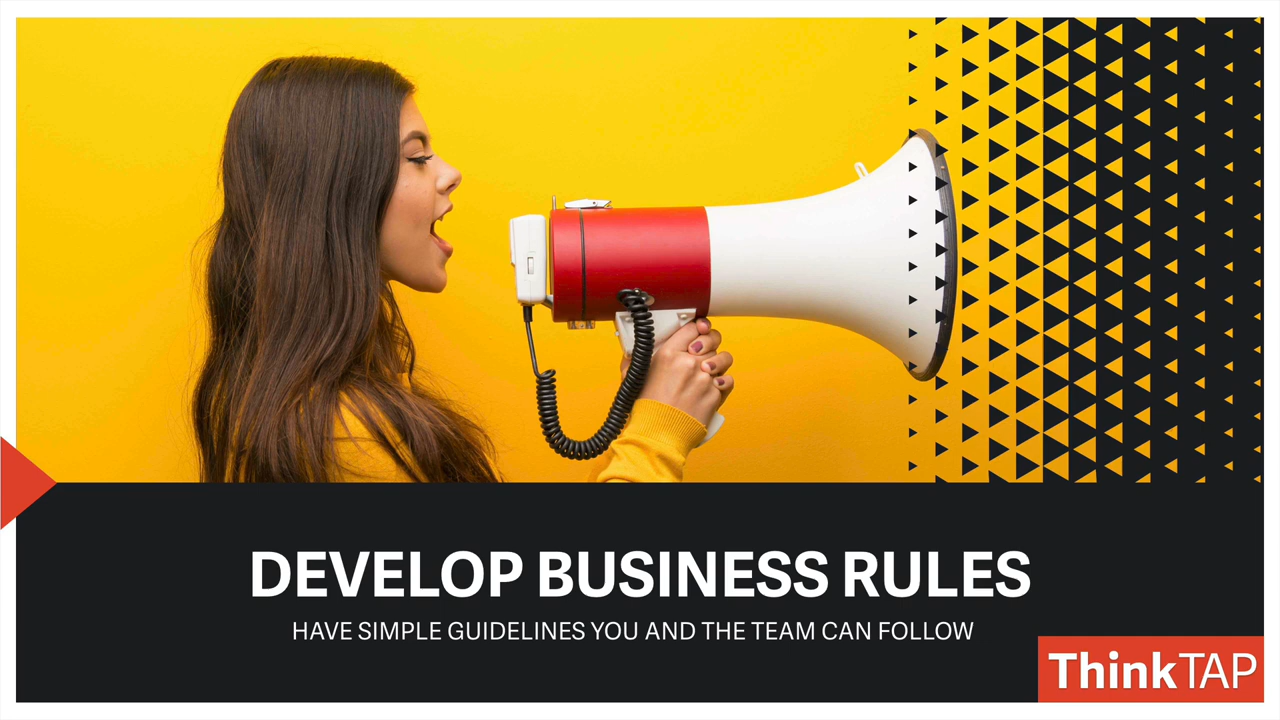 DEVELOP BUSINESS RULES
HAVE SIMPLE GUIDELINES YOU AND THE TEAM CAN FOLLOW
ThinkTAP